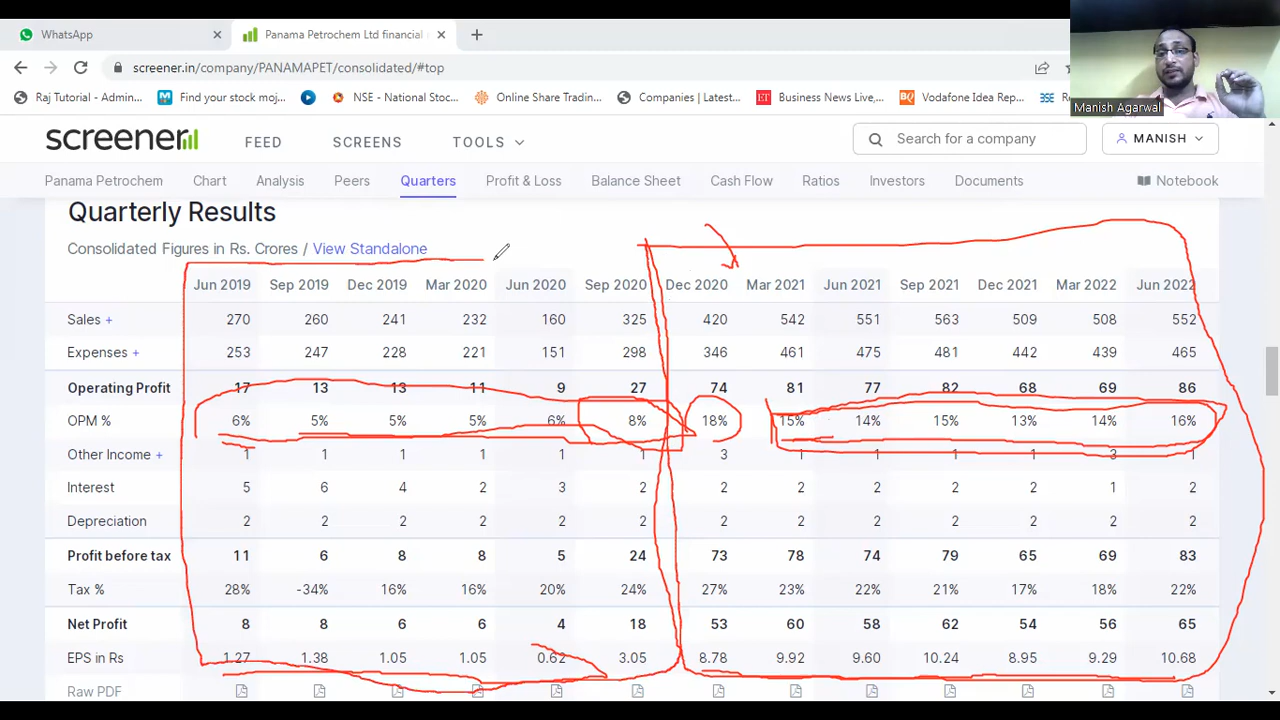 WhatsApp
Panama Petrochem Ltd financial
screener.in/company/PANAMAPET/consolidated/#top
Raj Tutorial - Admin... Find your stock moj... NSE - National Stoc... Online Share Tradin... Companies | Latest... ET Business News Live,... BQ Vodafone Idea Rep...
Manish Agarwal
screener FEED SCREENS TOOLS Search for a company MANISH
Panama Petrochem Chart Analysis Peers Quarters Profit & Loss Balance Sheet Cash Flow Ratios Investors Documents Notebook
Quarterly Results
Consolidated Figures in Rs. Crores / View Standalone
Jun 2019 Sep 2019 Dec 2019 Mar 2020 Jun 2020 Sep 2020 Dec 2020 Mar 2021 Jun 2021 Sep 2021 Dec 2021 Mar 2022 Jun 2022
Sales + 270 260 241 232 160 325 420 542 551 563 509 508 552
Expenses + 253 247 228 221 151 298 346 461 475 481 442 439 465
Operating Profit 17 13 13 11 9 27 74 81 77 82 68 69 86
OPM % 6% 5% 5% 5% 6% 8% 18% 15% 14% 15% 13% 14% 16%
Other Income + 1 1 1 1 1 1 3 1 1 1 1 3 1
Interest 5 6 4 2 3 2 2 2 2 2 2 1 2
Depreciation 2 2 2 2 2 2 2 2 2 2 2 2 2
Profit before tax 11 6 8 8 5 24 73 78 74 79 65 69 83
Tax % 28% -34% 16% 16% 20% 24% 27% 23% 22% 21% 17% 18% 22%
Net Profit 8 8 6 6 4 18 53 60 58 62 54 56 65
EPS in Rs 1.27 1.38 1.05 1.05 0.62 3.05 8.78 9.92 9.60 10.24 8.95 9.29 10.68
Raw PDF